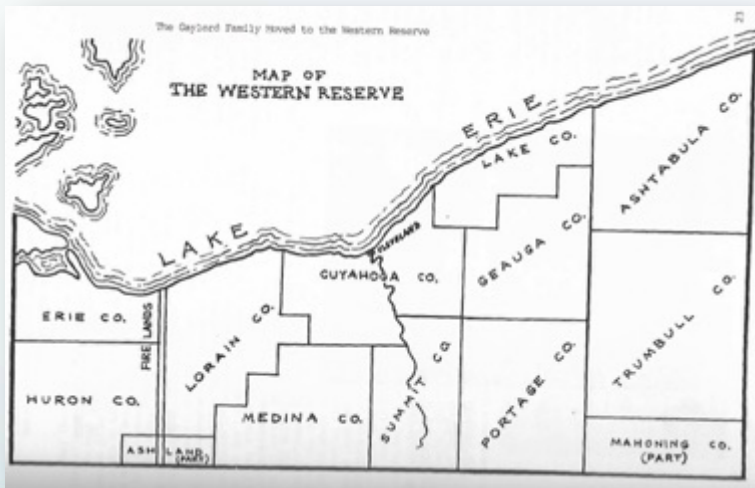 The Gaylord Family Moved to the Western Reserve
23
MAP OF
THE WESTERN RESERVE
LAKE ERIE
LAKE CO.
ASHTABULA CO.
CLEVELAND
CUYAHOGA CO.
GEAUGA CO.
ERIE CO.
FIRE LANDS
LORAIN CO.
TRUMBULL CO.
HURON CO.
MEDINA CO.
SUMMIT CO.
PORTAGE CO.
MAHONING CO.
(PART)
ASHLAND
(PART)